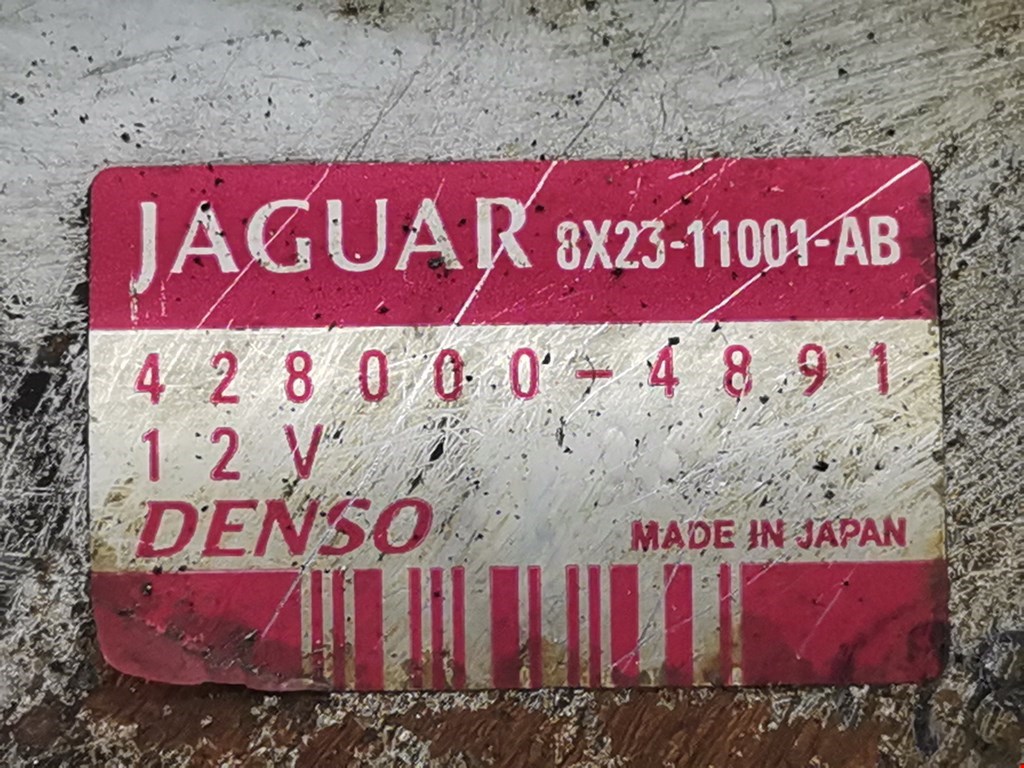 JAGUAR 8X23-11001-AB
428000-4891
12V
DENSO MADE IN JAPAN